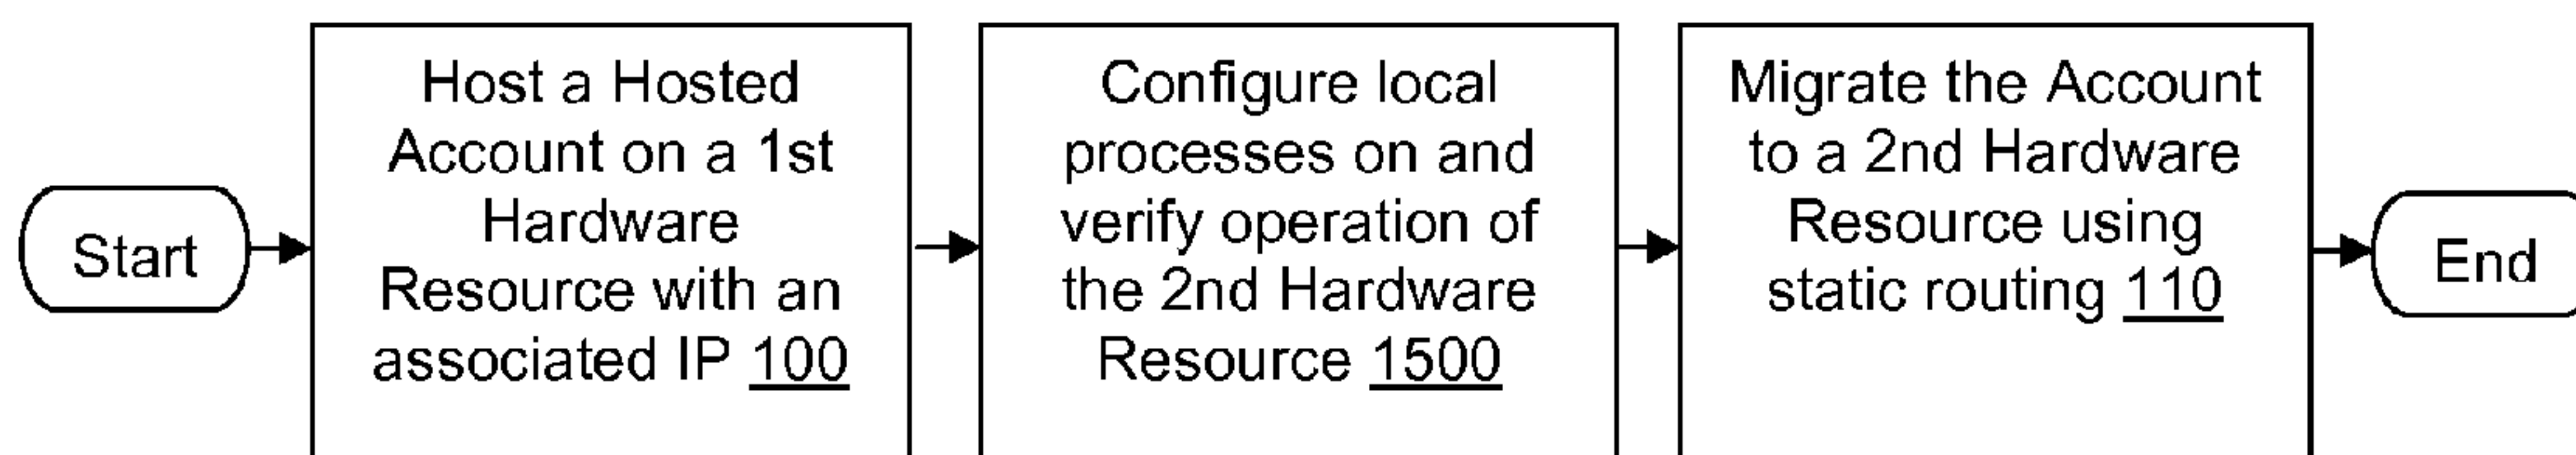 Start
Host a Hosted
Account on a 1st
Hardware
Resource with an
associated IP 100
Configure local
processes on and
verify operation of
the 2nd Hardware
Resource 1500
Migrate the Account
to a 2nd Hardware
Resource using
static routing 110
End